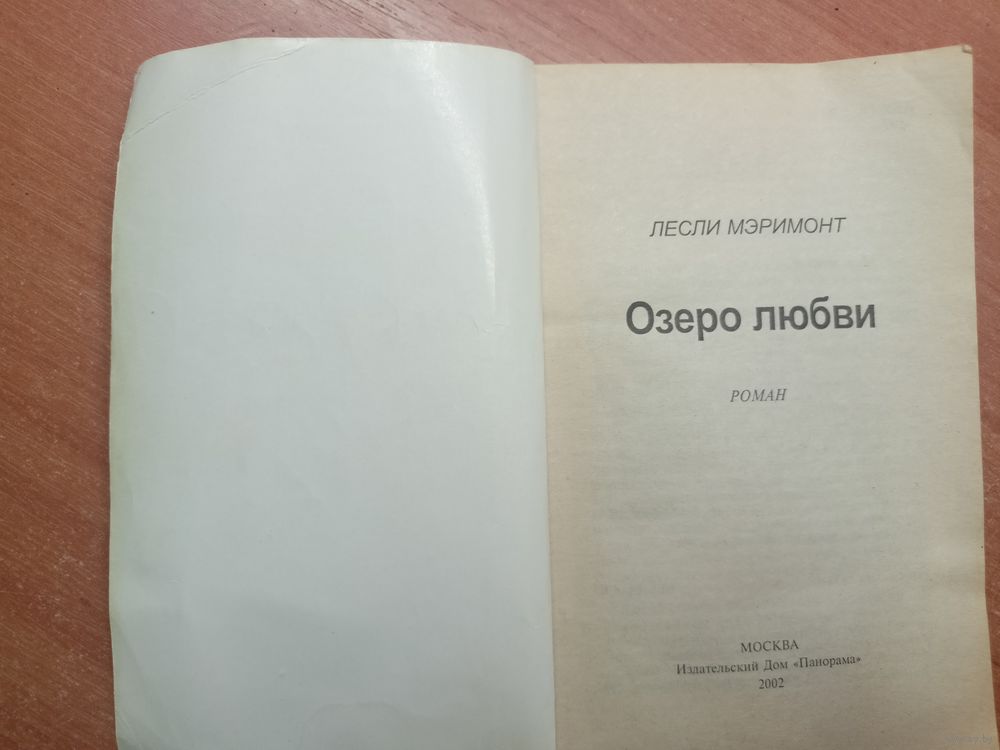 ЛЕСЛИ МЭРИМОНТ
Озеро любви
РОМАН
МОСКВА
Издательский Дом «Панорама»
2002